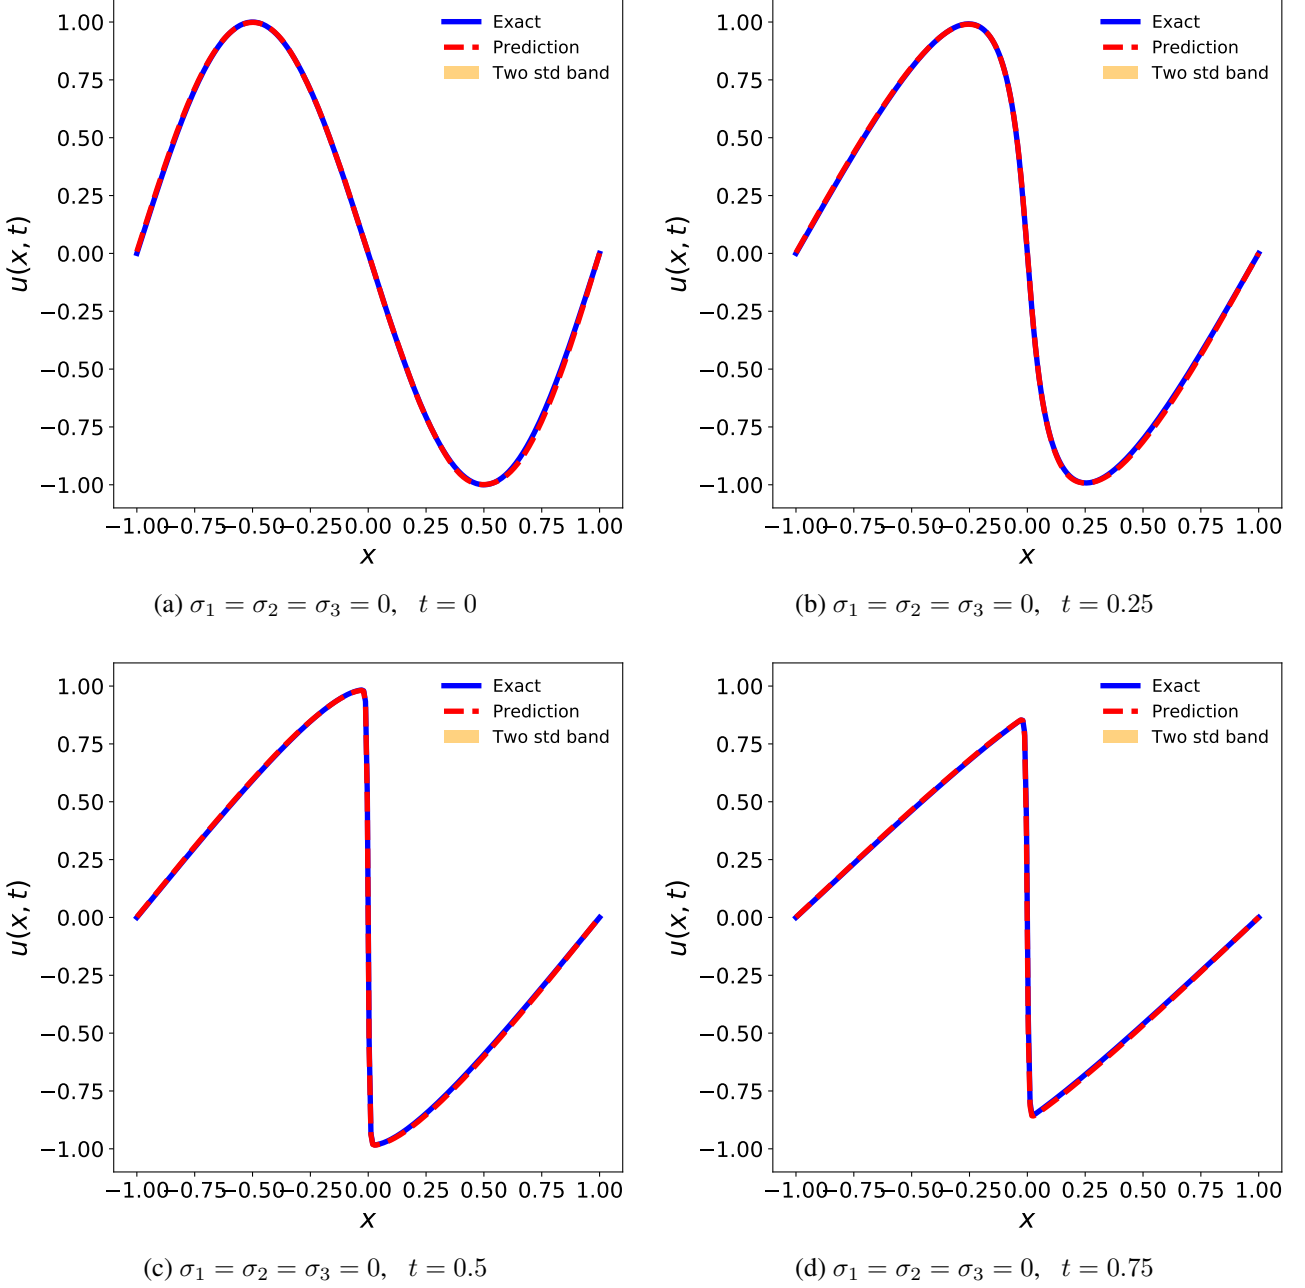 1.00
0.75
0.50
0.25
0.00
−0.25
−0.50
−0.75
−1.00
u(x, t)
Exact
Prediction
Two std band
−1.00 −0.75 −0.50 −0.25 0.00 0.25 0.50 0.75 1.00
x
(a) σ₁ = σ₂ = σ₃ = 0, t = 0
1.00
0.75
0.50
0.25
0.00
−0.25
−0.50
−0.75
−1.00
u(x, t)
Exact
Prediction
Two std band
−1.00 −0.75 −0.50 −0.25 0.00 0.25 0.50 0.75 1.00
x
(b) σ₁ = σ₂ = σ₃ = 0, t = 0.25
1.00
0.75
0.50
0.25
0.00
−0.25
−0.50
−0.75
−1.00
u(x, t)
Exact
Prediction
Two std band
−1.00 −0.75 −0.50 −0.25 0.00 0.25 0.50 0.75 1.00
x
(c) σ₁ = σ₂ = σ₃ = 0, t = 0.5
1.00
0.75
0.50
0.25
0.00
−0.25
−0.50
−0.75
−1.00
u(x, t)
Exact
Prediction
Two std band
−1.00 −0.75 −0.50 −0.25 0.00 0.25 0.50 0.75 1.00
x
(d) σ₁ = σ₂ = σ₃ = 0, t = 0.75